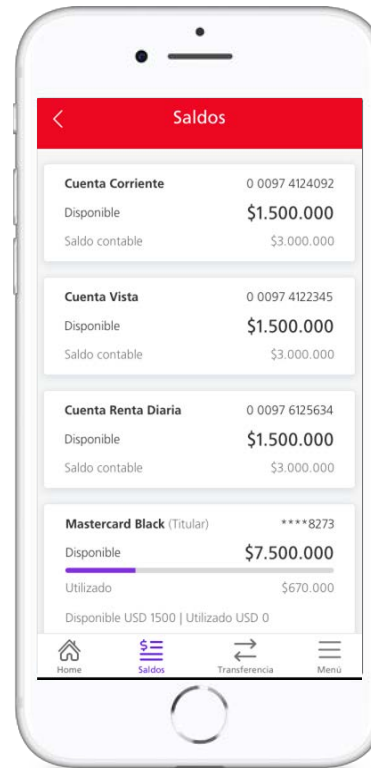 Saldos
Cuenta Corriente 0 0097 4124092
Disponible $1.500.000
Saldo contable $3.000.000
Cuenta Vista 0 0097 4122345
Disponible $1.500.000
Saldo contable $3.000.000
Cuenta Renta Diaria 0 0097 6125634
Disponible $1.500.000
Saldo contable $3.000.000
Mastercard Black (Titular) ****8273
Disponible $7.500.000
Utilizado $670.000
Disponible USD 1500 | Utilizado USD 0
Home Saldos Transferencia Menú